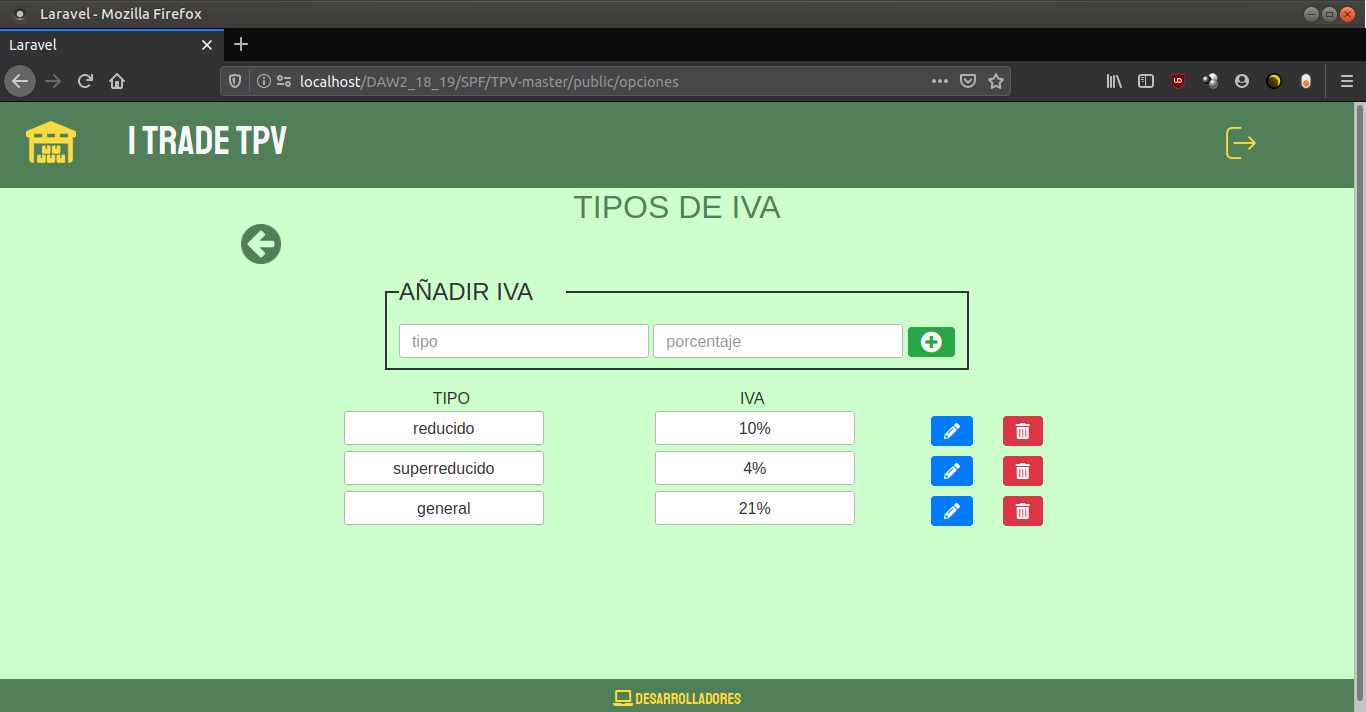 Laravel - Mozilla Firefox
Laravel
localhost/DAW2_18_19/SPF/TPV-master/public/opciones
I TRADE TPV
TIPOS DE IVA
AÑADIR IVA
tipo porcentaje
TIPO IVA
reducido 10%
superreducido 4%
general 21%
DESARROLLADORES